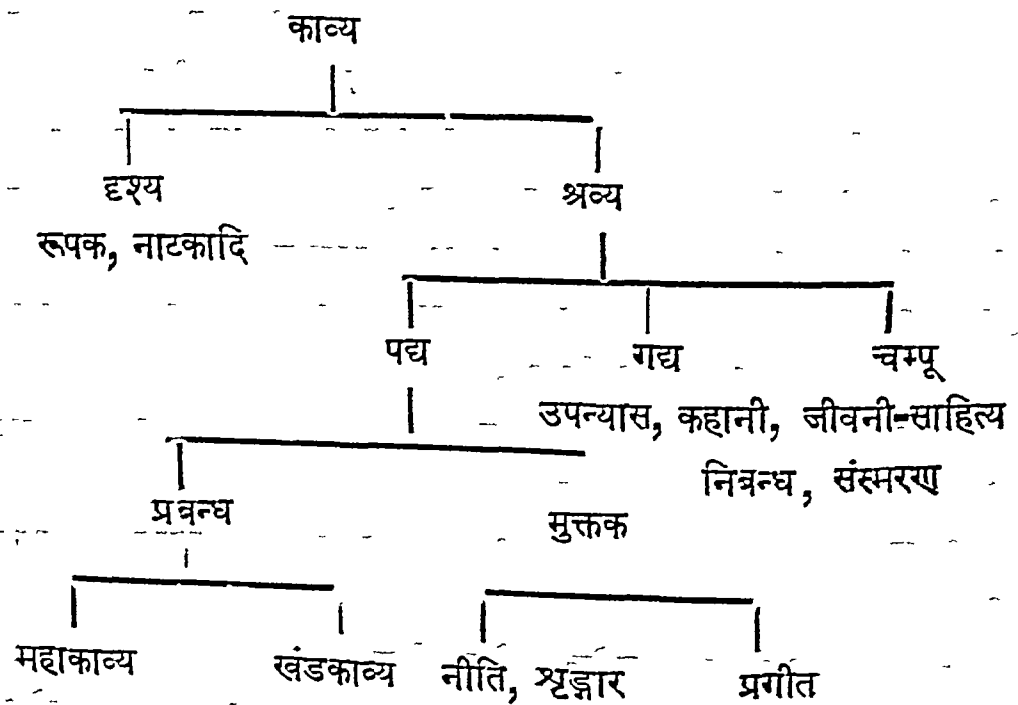 काव्य
दृश्य श्रव्य
रूपक, नाटकादि
पद्य गद्य चम्पू
उपन्यास, कहानी, जीवनी-साहित्य
निबन्ध, संस्मरण
प्रबन्ध मुक्तक
महाकाव्य खंडकाव्य नीति, शृङ्गार प्रगीत